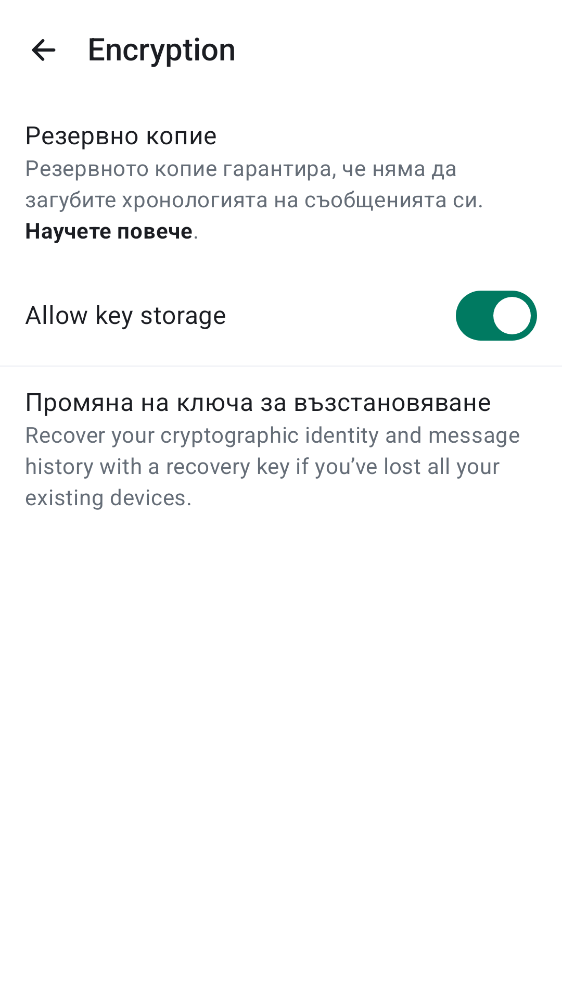 Encryption
Резервно копие
Резервното копие гарантира, че няма да
загубите хронологията на съобщенията си.
Научете повече.
Allow key storage
Промяна на ключа за възстановяване
Recover your cryptographic identity and message
history with a recovery key if you’ve lost all your
existing devices.